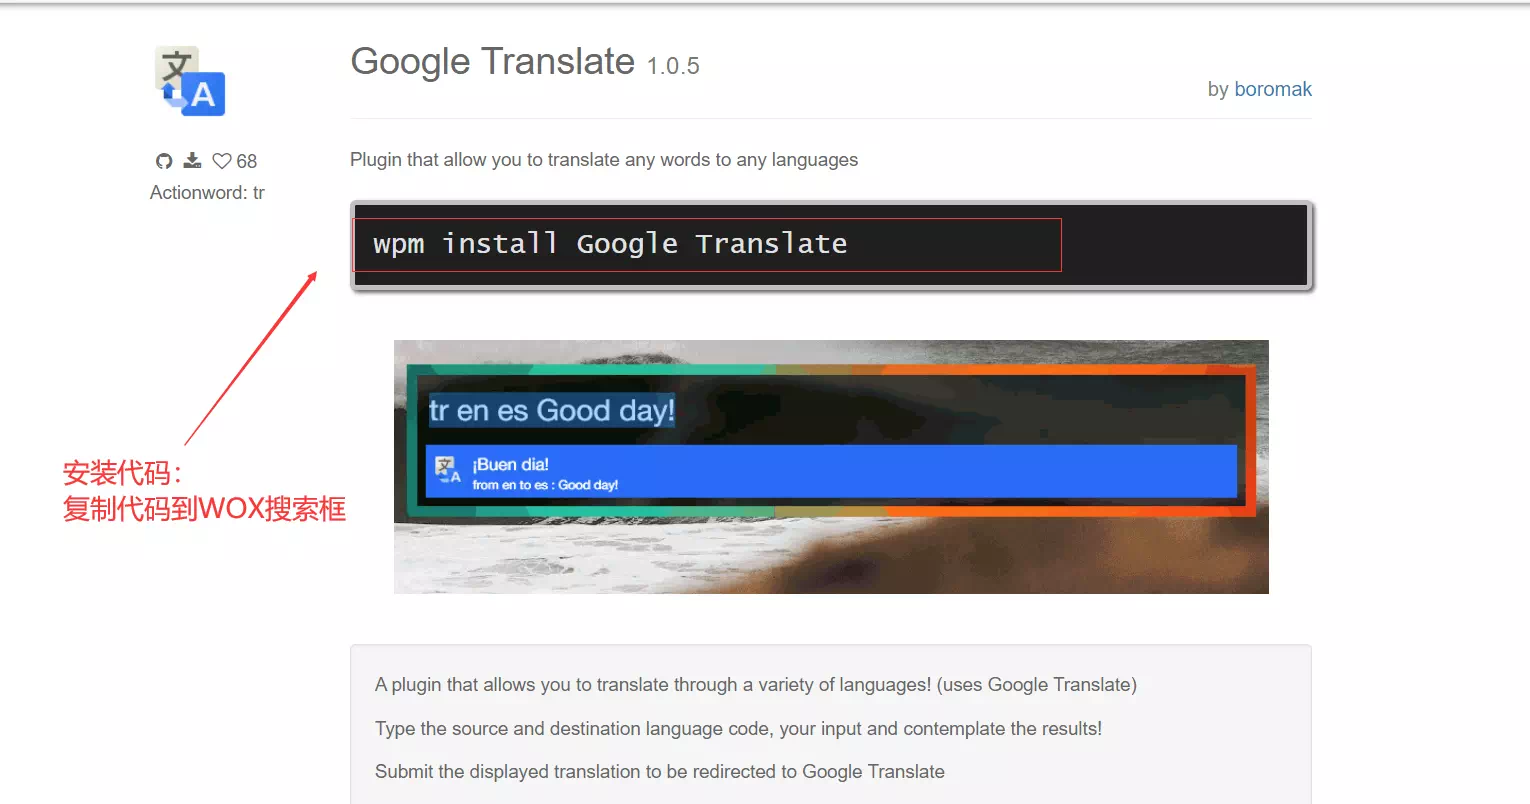 文
A
Google Translate 1.0.5
by boromak
68
Actionword: tr
Plugin that allow you to translate any words to any languages
wpm install Google Translate
tr en es Good day!
文
A
¡Buen dia!
from en to es : Good day!
安装代码：
复制代码到WOX搜索框
A plugin that allows you to translate through a variety of languages! (uses Google Translate)
Type the source and destination language code, your input and contemplate the results!
Submit the displayed translation to be redirected to Google Translate